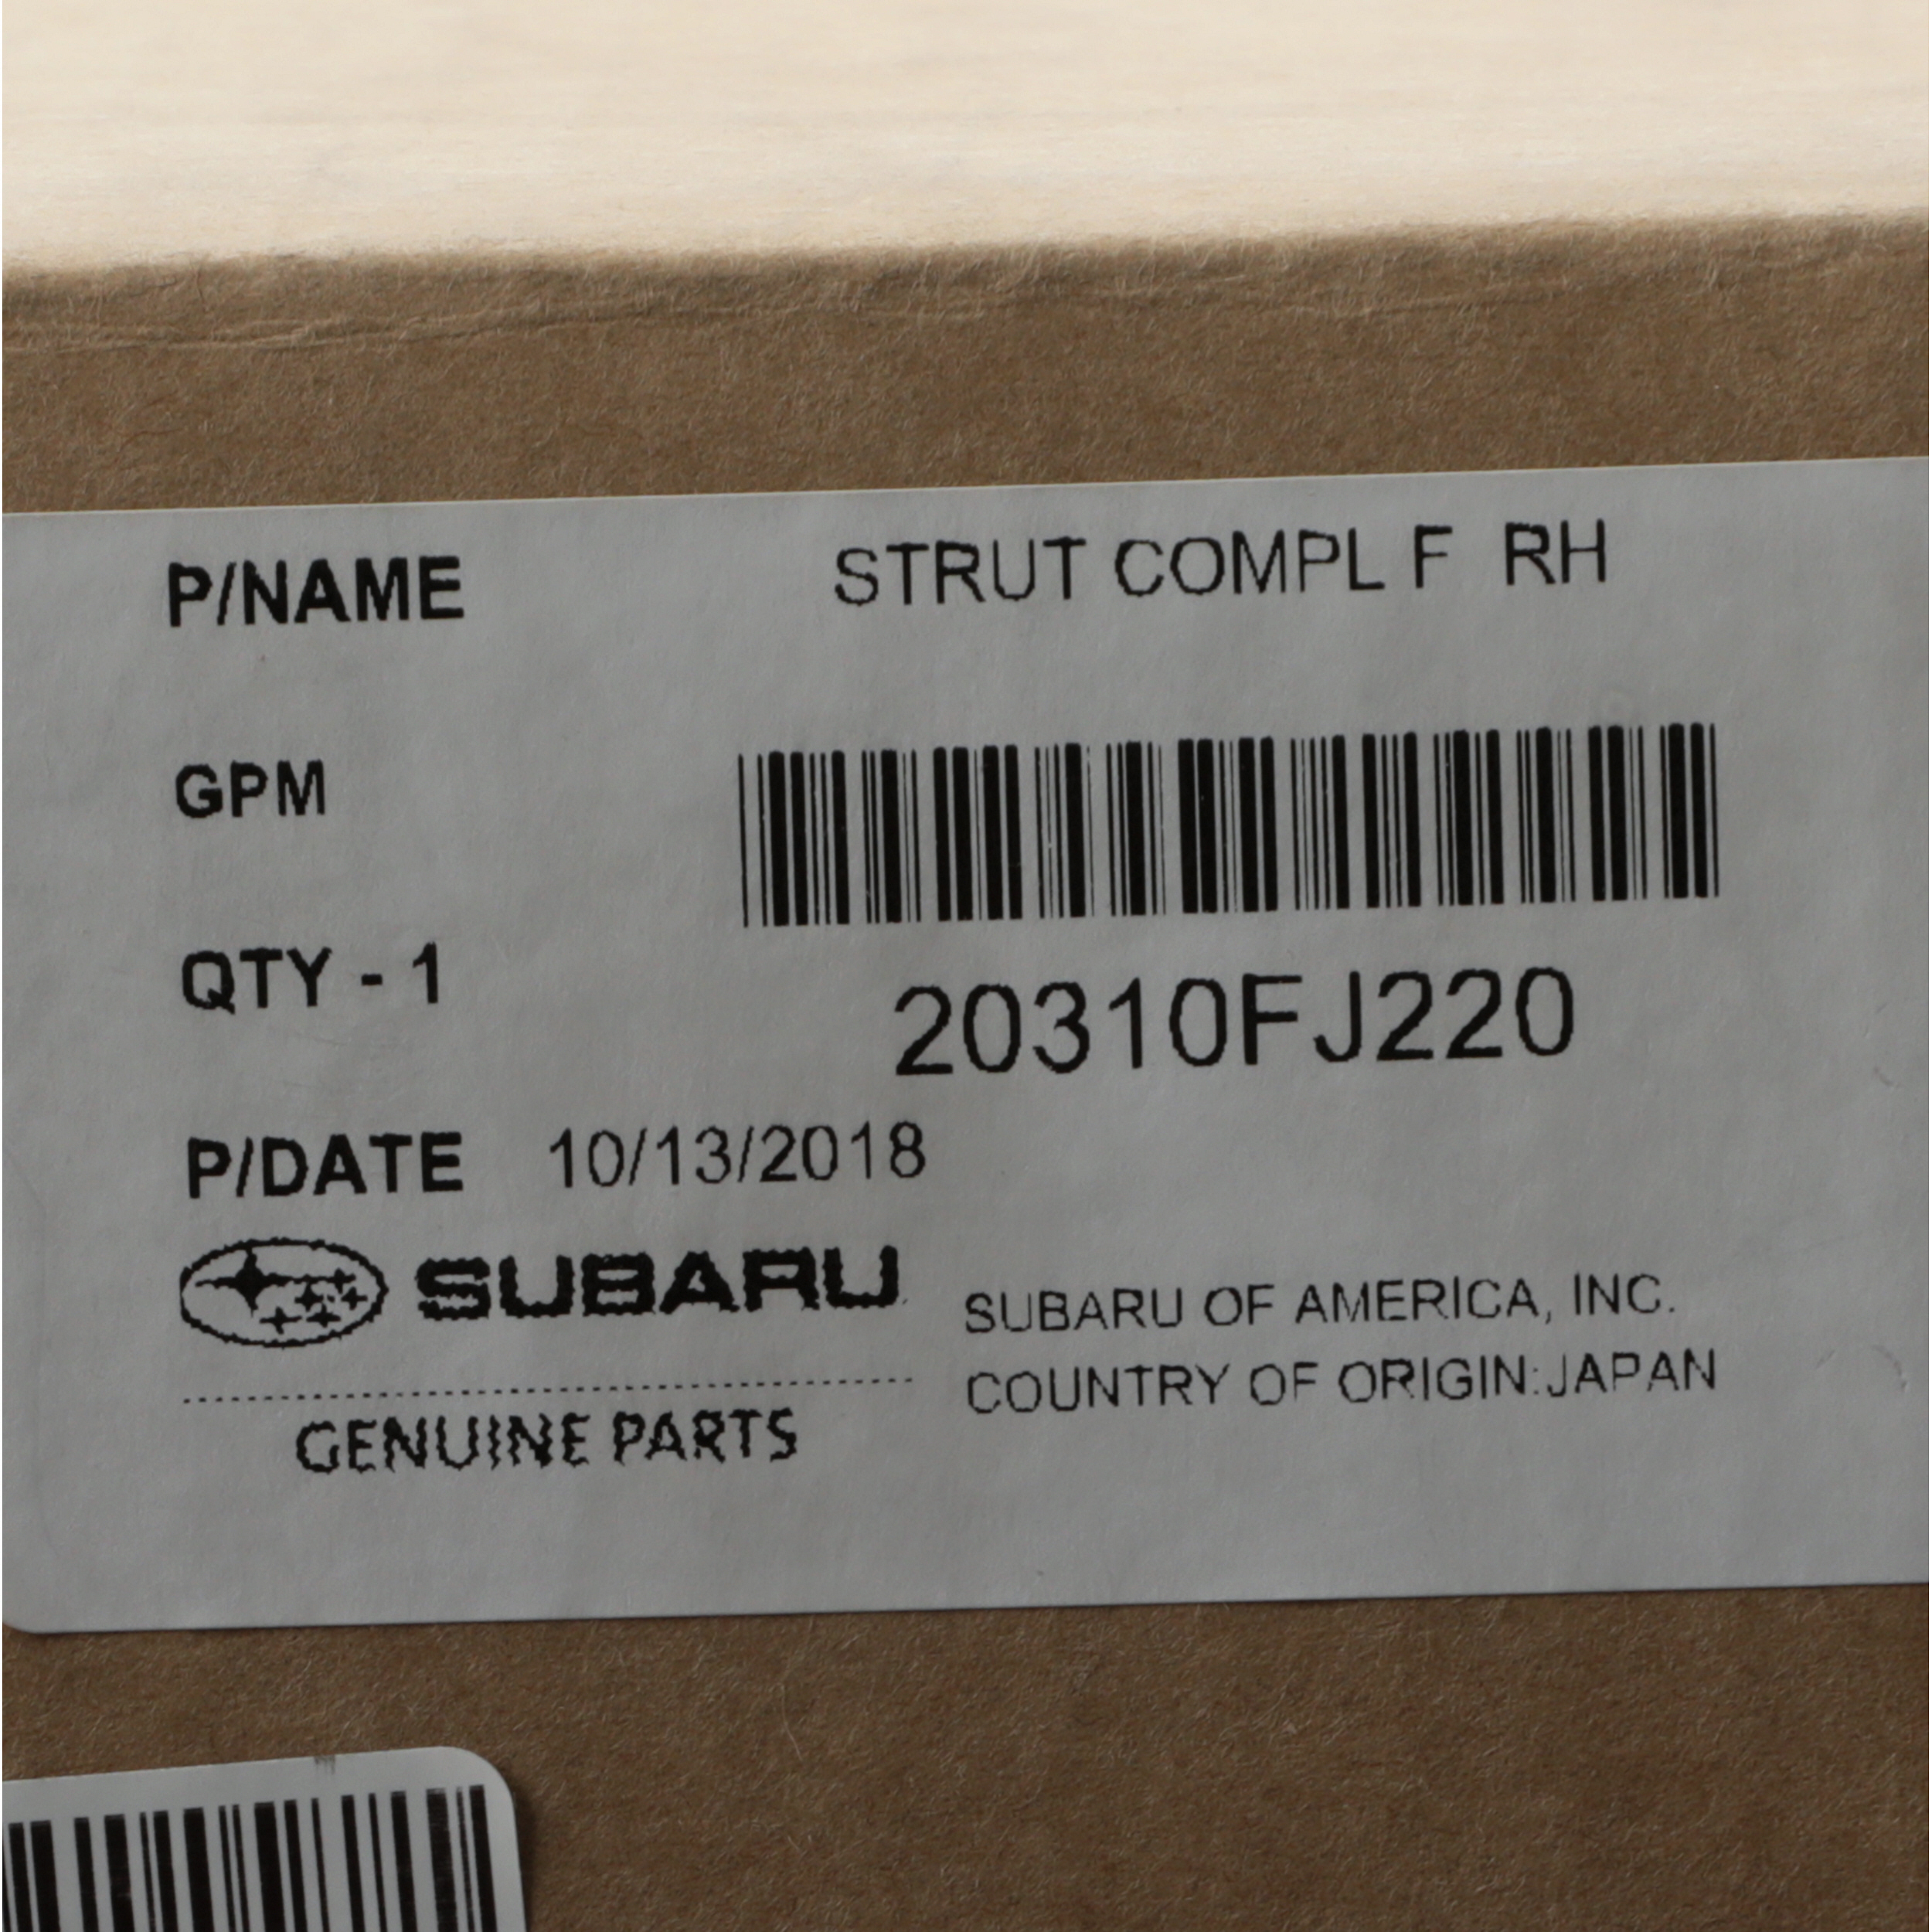 P/NAME STRUT COMPL F RH
GPM
QTY - 1
20310FJ220
P/DATE 10/13/2018
SUBARU
SUBARU OF AMERICA, INC.
COUNTRY OF ORIGIN:JAPAN
GENUINE PARTS